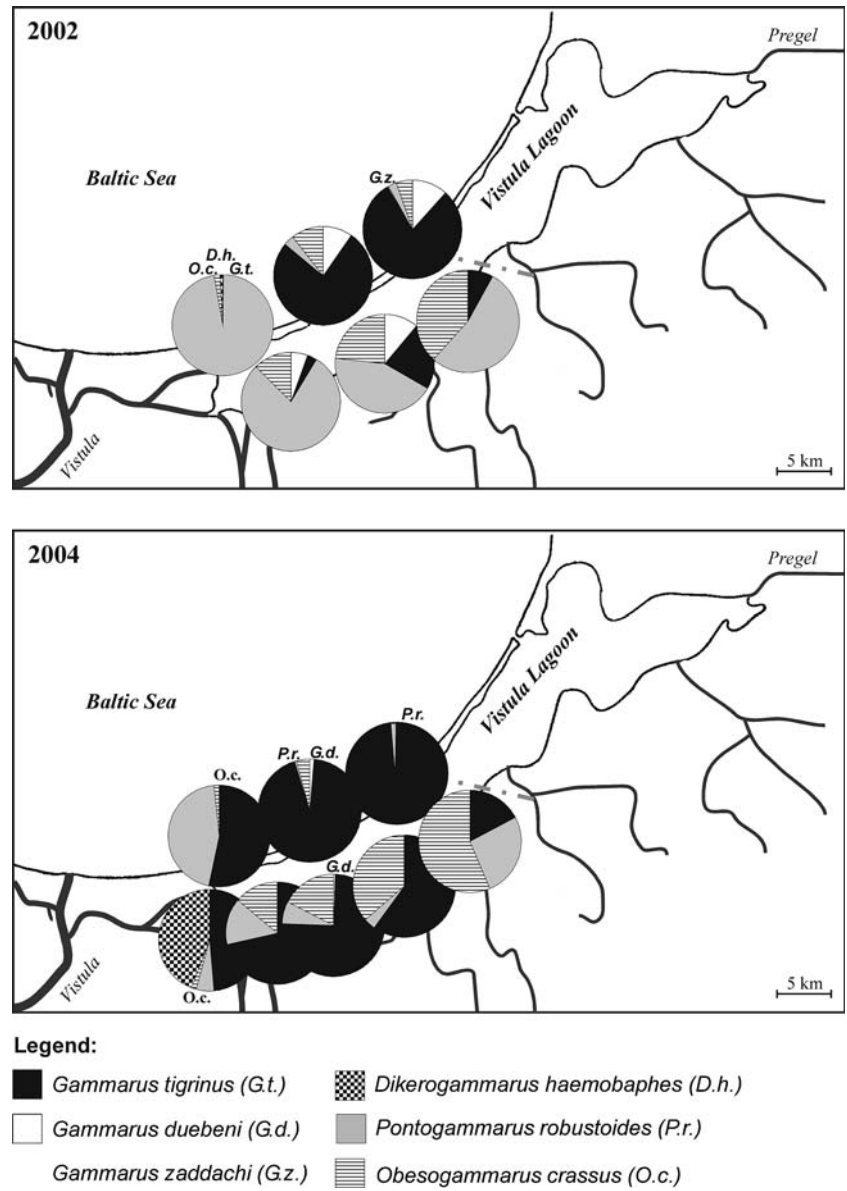 2002
Pregel
Baltic Sea
Vistula Lagoon
G.z.
D.h.
O.c. G.t.
Vistula
5 km
2004
Pregel
Baltic Sea
Vistula Lagoon
P.r.
P.r. G.d.
O.c.
G.d.
Vistula
O.c.
5 km
Legend:
Gammarus tigrinus (G.t.)
Dikerogammarus haemobaphes (D.h.)
Gammarus duebeni (G.d.)
Pontogammarus robustoides (P.r.)
Gammarus zaddachi (G.z.)
Obesogammarus crassus (O.c.)